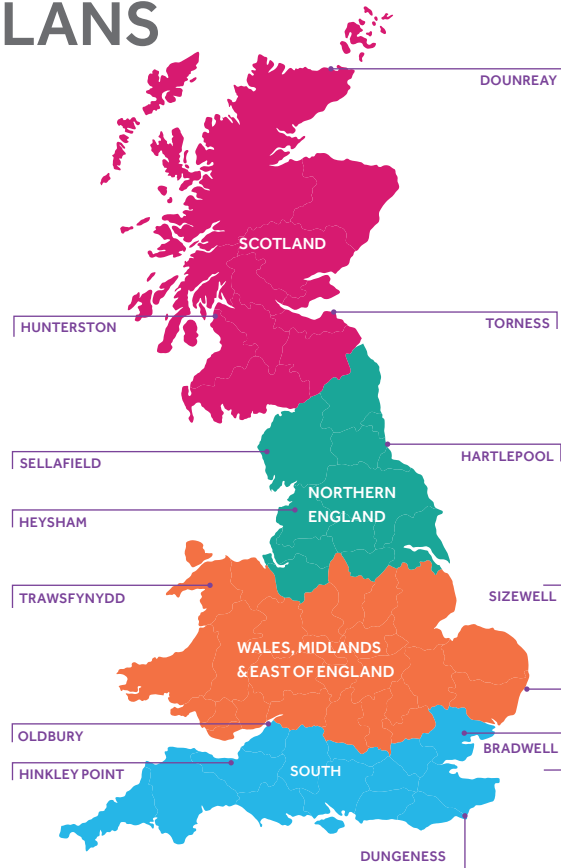 LANS
DOUNREAY
SCOTLAND
HUNTERSTON
TORNESS
SELLAFIELD
HARTLEPOOL
NORTHERN
ENGLAND
HEYSHAM
TRAWSFYNYDD
SIZEWELL
WALES, MIDLANDS
& EAST OF ENGLAND
OLDBURY
BRADWELL
HINKLEY POINT
SOUTH
DUNGENESS